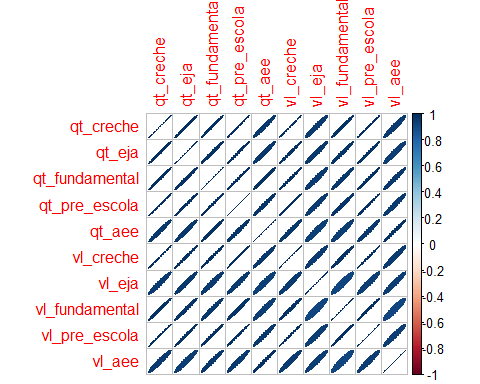 qt_creche
qt_eja
qt_fundamental
qt_pre_escola
qt_aee
vl_creche
vl_eja
vl_fundamental
vl_pre_escola
vl_aee
qt_creche
qt_eja
qt_fundamental
qt_pre_escola
qt_aee
vl_creche
vl_eja
vl_fundamental
vl_pre_escola
vl_aee
1
0.8
0.6
0.4
0.2
0
-0.2
-0.4
-0.6
-0.8
-1